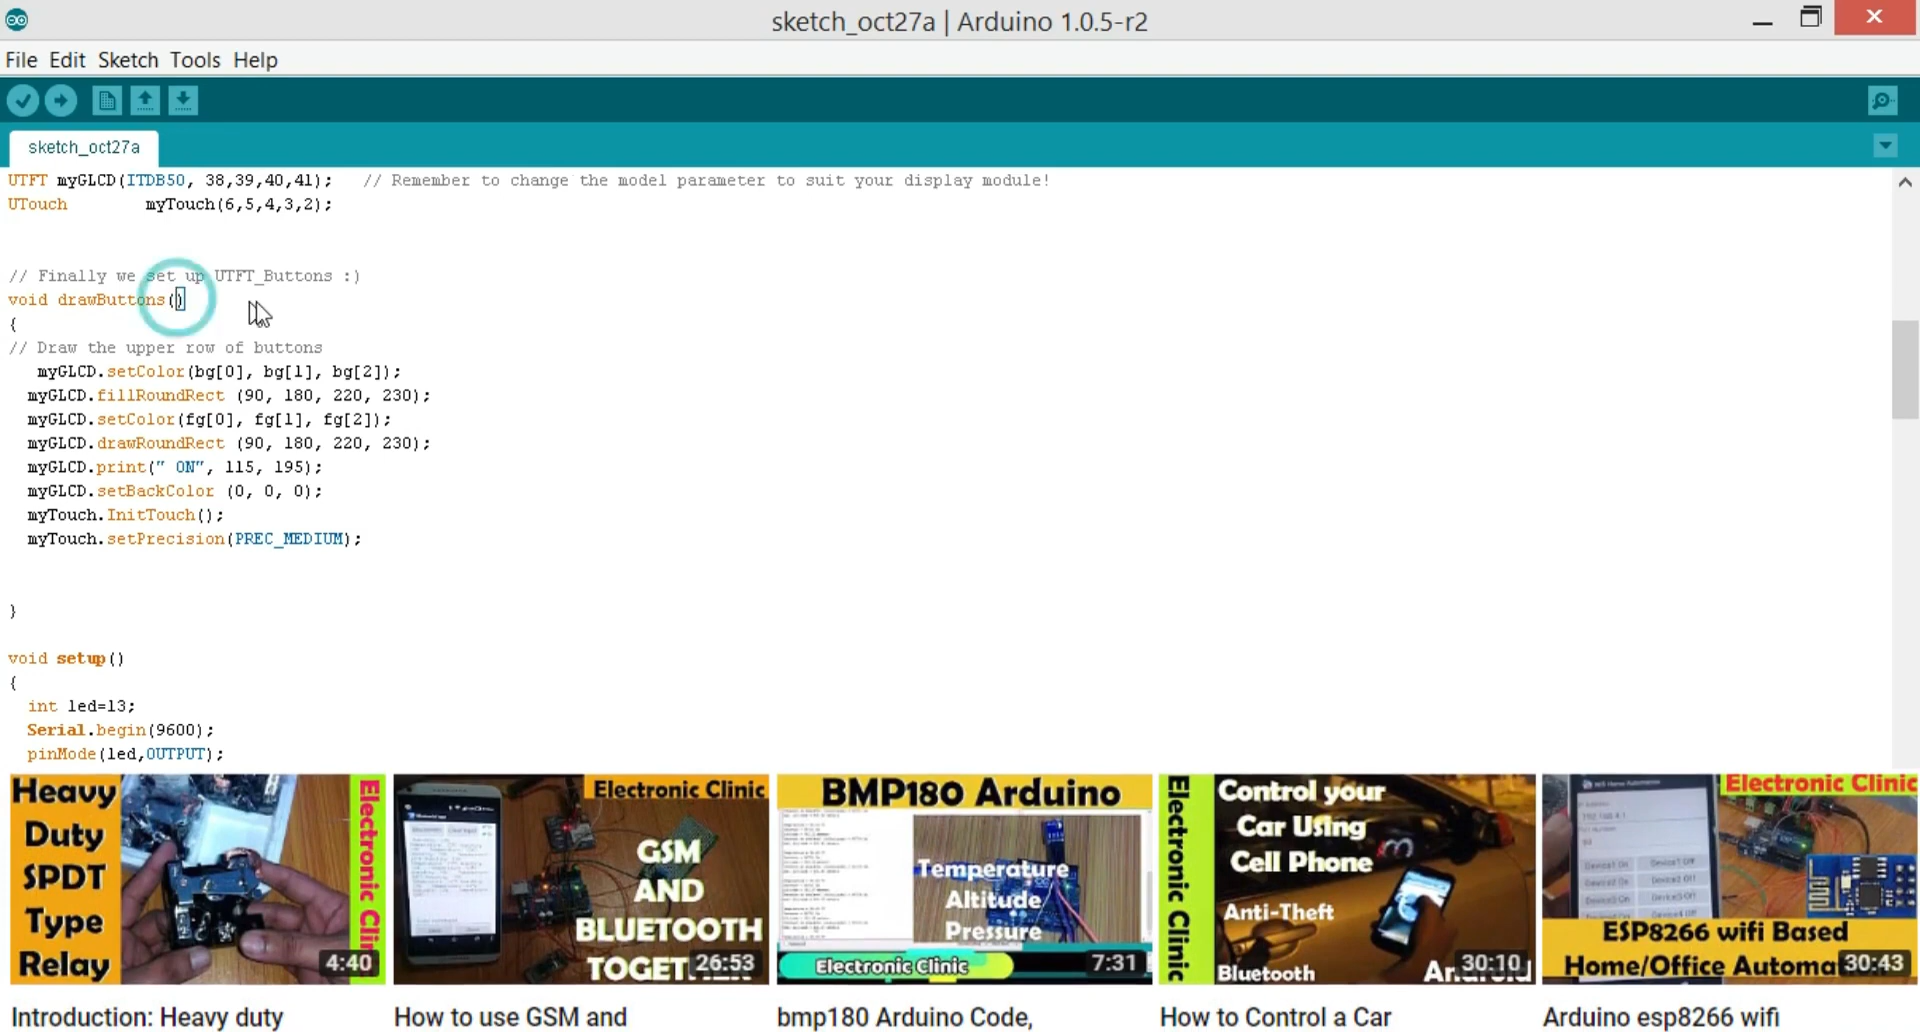 sketch_oct27a | Arduino 1.0.5-r2
File Edit Sketch Tools Help
sketch_oct27a
UTFT myGLCD(ITDB50, 38,39,40,41);   // Remember to change the model parameter to suit your display module!
UTouch        myTouch(6,5,4,3,2);
// Finally we set up UTFT_Buttons :)
void drawButtons()
{
// Draw the upper row of buttons
myGLCD.setColor(bg[0], bg[1], bg[2]);
myGLCD.fillRoundRect (90, 180, 220, 230);
myGLCD.setColor(fg[0], fg[1], fg[2]);
myGLCD.drawRoundRect (90, 180, 220, 230);
myGLCD.print(" ON", 115, 195);
myGLCD.setBackColor (0, 0, 0);
myTouch.InitTouch();
myTouch.setPrecision(PREC_MEDIUM);
}
void setup()
{
int led=13;
Serial.begin(9600);
pinMode(led,OUTPUT);
Heavy
Duty
SPDT
Type
Relay
Electronic Clinic
4:40
Electronic Clinic
GSM
AND
BLUETOOTH
26:53
BMP180 Arduino
Temperature
Altitude
Pressure
Electronic Clinic
7:31
Electronic Clinic
Control your
Car Using
Cell Phone
Anti-Theft
Bluetooth
30:10
Electronic Clinic
ESP8266 wifi Based
Home/Office
30:43
Introduction: Heavy duty
How to use GSM and
bmp180 Arduino Code,
How to Control a Car
Arduino esp8266 wifi